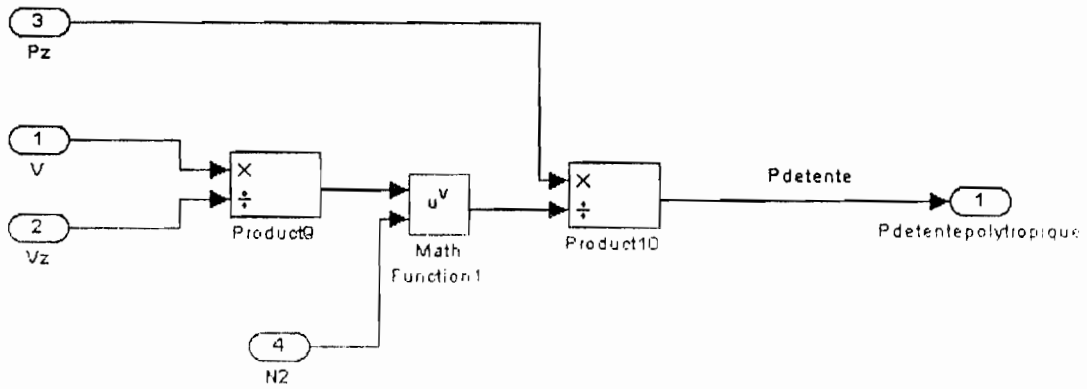 3
Pz
1
V
×
÷
Product9
2
Vz
u^v
Math
Function1
4
N2
×
÷
Product10
Pdetente
1
Pdetentepolytropique